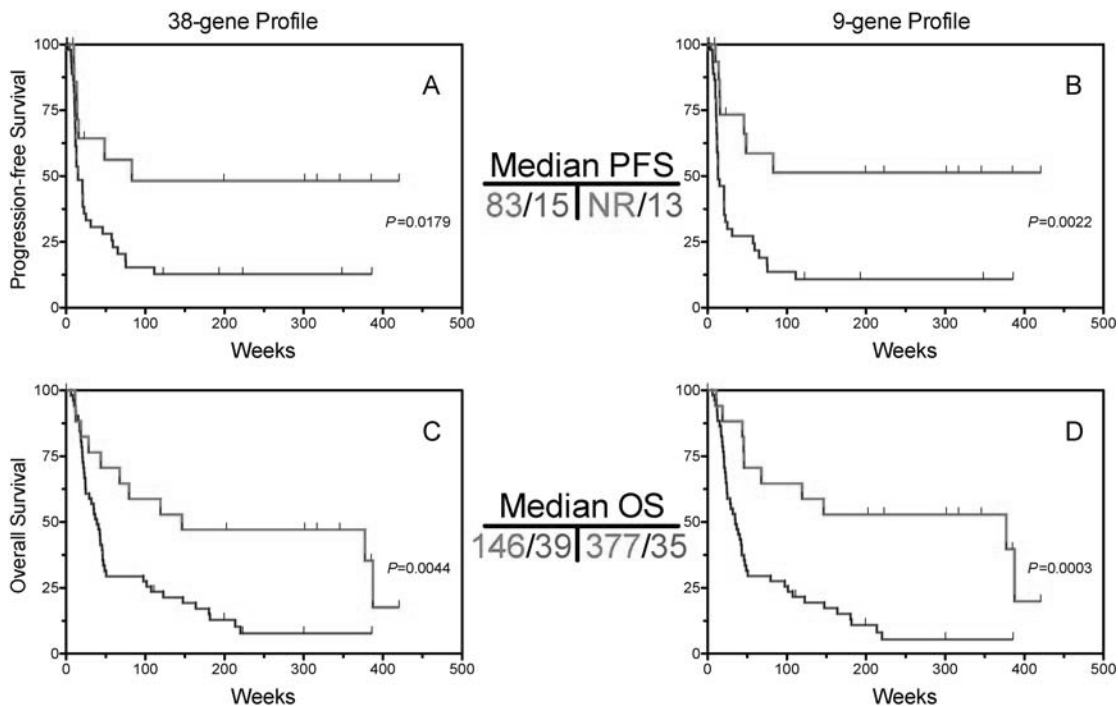 38-gene Profile
9-gene Profile
Progression-free Survival
100
75
50
25
0
A
P=0.0179
0 100 200 300 400 500
Weeks
Median PFS
83/15 NR/13
100
75
50
25
0
B
P=0.0022
0 100 200 300 400 500
Weeks
Overall Survival
100
75
50
25
0
C
P=0.0044
0 100 200 300 400 500
Weeks
Median OS
146/39 377/35
100
75
50
25
0
D
P=0.0003
0 100 200 300 400 500
Weeks